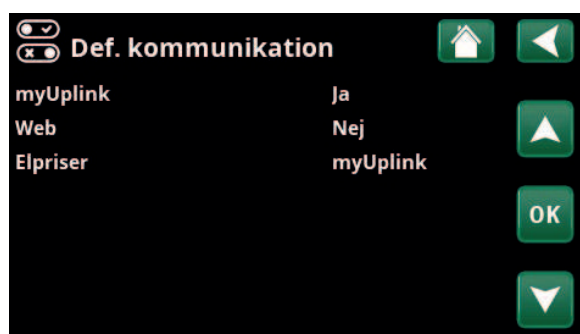 Def. kommunikation
myUplink Ja
Web Nej
Elpriser myUplink
OK